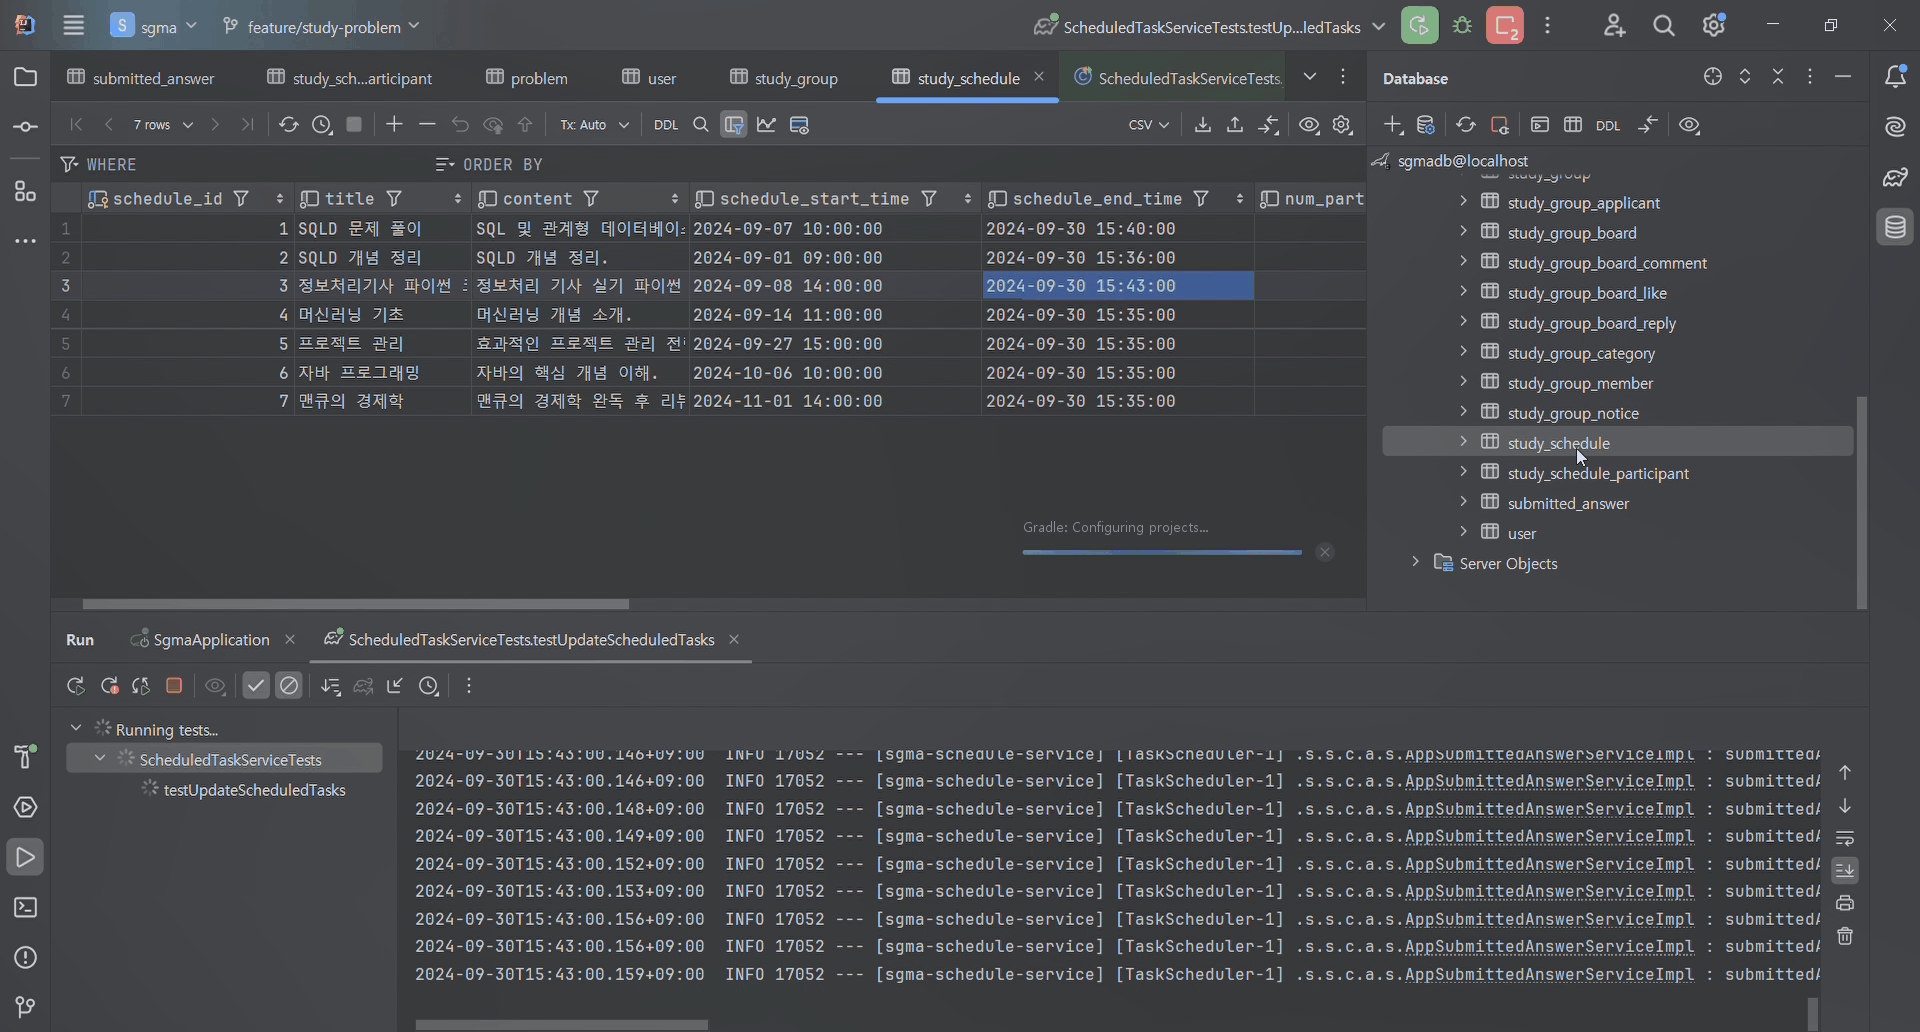 S sgma feature/study-problem ScheduledTaskServiceTests.testUp...ledTasks 2
submitted_answer study_sch...articipant problem user study_group study_schedule ScheduledTaskServiceTests. Database
7 rows Tx: Auto DDL CSV DDL
WHERE ORDER BY
sgmadb@localhost
schedule_id title content schedule_start_time schedule_end_time num_part
1 1 SQLD 문제 풀이 SQL 및 관계형 데이터베이 2024-09-07 10:00:00 2024-09-30 15:40:00
2 2 SQLD 개념 정리 SQLD 개념 정리. 2024-09-01 09:00:00 2024-09-30 15:36:00
3 3 정보처리기사 파이썬 정보처리 기사 실기 파이썬 2024-09-08 14:00:00 2024-09-30 15:43:00
4 4 머신러닝 기초 머신러닝 개념 소개. 2024-09-14 11:00:00 2024-09-30 15:35:00
5 5 프로젝트 관리 효과적인 프로젝트 관리 전 2024-09-27 15:00:00 2024-09-30 15:35:00
6 6 자바 프로그래밍 자바의 핵심 개념 이해. 2024-10-06 10:00:00 2024-09-30 15:35:00
7 7 맨큐의 경제학 맨큐의 경제학 완독 후 리뷰 2024-11-01 14:00:00 2024-09-30 15:35:00
Gradle: Configuring projects...
study_group
study_group_applicant
study_group_board
study_group_board_comment
study_group_board_like
study_group_board_reply
study_group_category
study_group_member
study_group_notice
study_schedule
study_schedule_participant
submitted_answer
user
Server Objects
Run SgmaApplication ScheduledTaskServiceTests.testUpdateScheduledTasks
Running tests...
ScheduledTaskServiceTests
testUpdateScheduledTasks
2024-09-30T15:43:00.146+09:00 INFO 17052 --- [sgma-schedule-service] [TaskScheduler-1] .s.s.c.a.s.AppSubmittedAnswerServiceImpl : submittedA
2024-09-30T15:43:00.146+09:00 INFO 17052 --- [sgma-schedule-service] [TaskScheduler-1] .s.s.c.a.s.AppSubmittedAnswerServiceImpl : submittedA
2024-09-30T15:43:00.148+09:00 INFO 17052 --- [sgma-schedule-service] [TaskScheduler-1] .s.s.c.a.s.AppSubmittedAnswerServiceImpl : submittedA
2024-09-30T15:43:00.149+09:00 INFO 17052 --- [sgma-schedule-service] [TaskScheduler-1] .s.s.c.a.s.AppSubmittedAnswerServiceImpl : submittedA
2024-09-30T15:43:00.152+09:00 INFO 17052 --- [sgma-schedule-service] [TaskScheduler-1] .s.s.c.a.s.AppSubmittedAnswerServiceImpl : submittedA
2024-09-30T15:43:00.153+09:00 INFO 17052 --- [sgma-schedule-service] [TaskScheduler-1] .s.s.c.a.s.AppSubmittedAnswerServiceImpl : submittedA
2024-09-30T15:43:00.156+09:00 INFO 17052 --- [sgma-schedule-service] [TaskScheduler-1] .s.s.c.a.s.AppSubmittedAnswerServiceImpl : submittedA
2024-09-30T15:43:00.156+09:00 INFO 17052 --- [sgma-schedule-service] [TaskScheduler-1] .s.s.c.a.s.AppSubmittedAnswerServiceImpl : submittedA
2024-09-30T15:43:00.159+09:00 INFO 17052 --- [sgma-schedule-service] [TaskScheduler-1] .s.s.c.a.s.AppSubmittedAnswerServiceImpl : submittedA